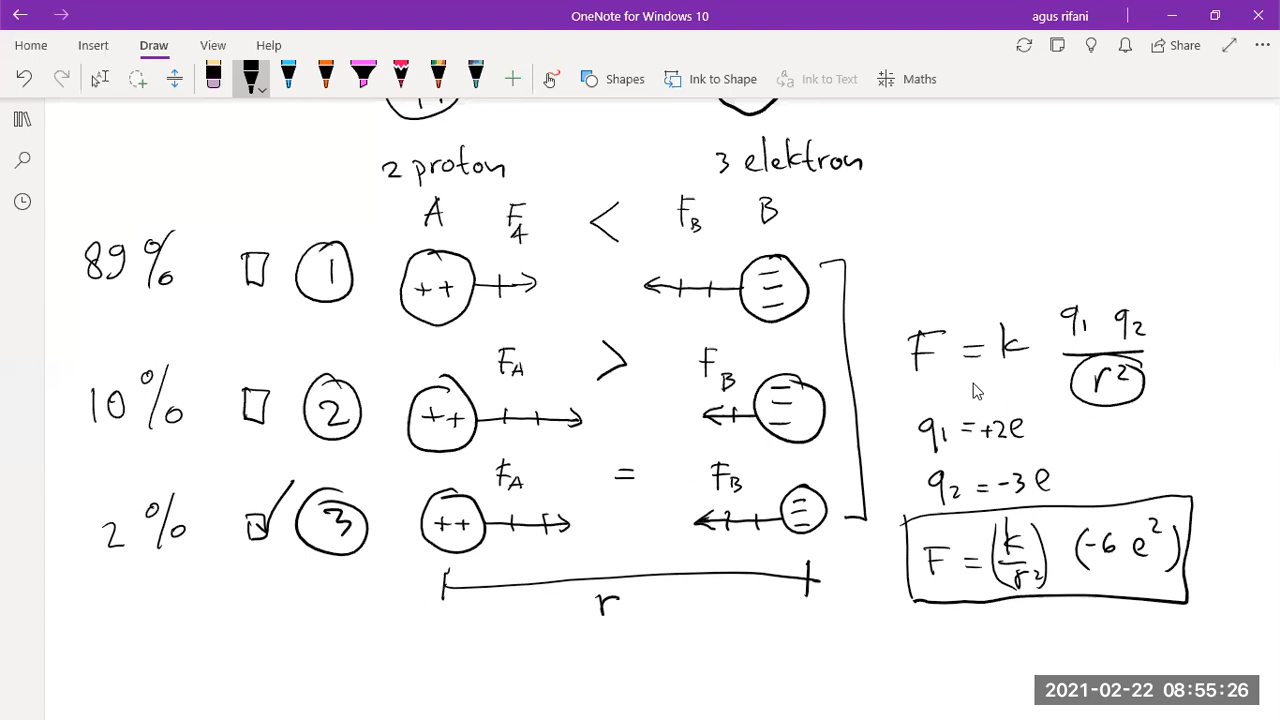 OneNote for Windows 10
agus rifani
Home Insert Draw View Help
Share
Shapes Ink to Shape Ink to Text Maths
2 proton 3 elektron
A F4 < FB B
89% 1 ++
FA > FB
10% 2 ++
FA = FB
2% 3 ++
r
F = k q1 q2 / r²
q1 = +2e
q2 = -3e
F = (k/r²) (-6 e²)
2021-02-22 08:55:26